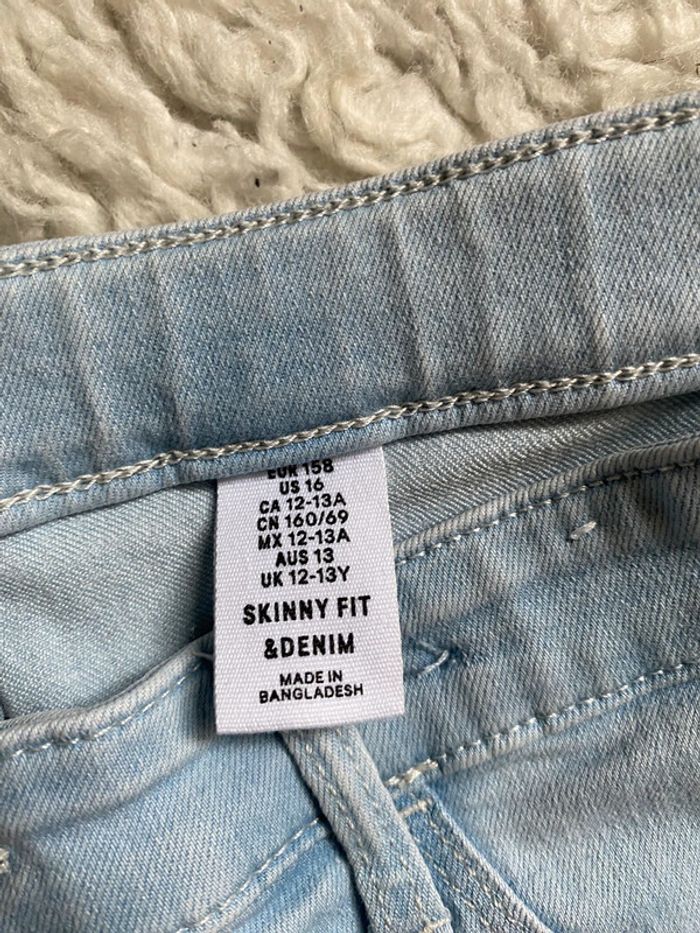 EUR 158
US 16
CA 12-13A
CN 160/69
MX 12-13A
AUS 13
UK 12-13Y
SKINNY FIT
&DENIM
MADE IN
BANGLADESH